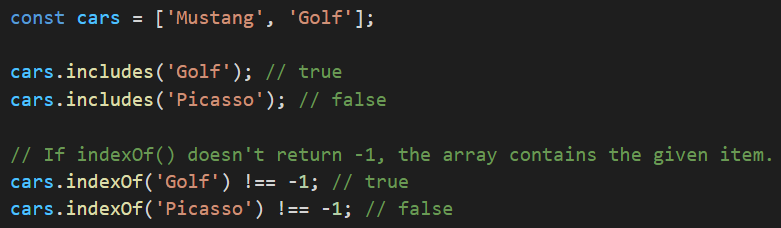 const cars = ['Mustang', 'Golf'];
cars.includes('Golf'); // true
cars.includes('Picasso'); // false
// If indexOf() doesn't return -1, the array contains the given item.
cars.indexOf('Golf') !== -1; // true
cars.indexOf('Picasso') !== -1; // false